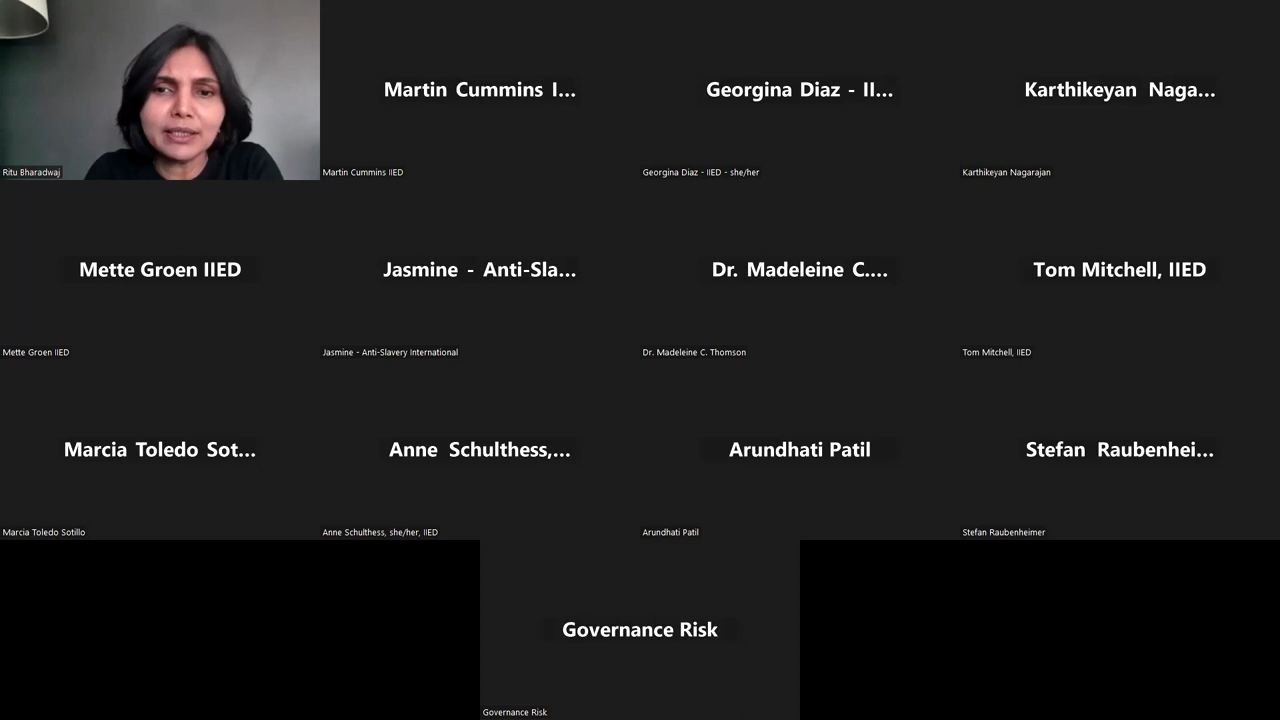 Ritu Bharadwaj
Martin Cummins I...
Martin Cummins IIED
Georgina Diaz - II...
Georgina Diaz - IIED - she/her
Karthikeyan Naga...
Karthikeyan Nagarajan
Mette Groen IIED
Mette Groen IIED
Jasmine - Anti-Sla...
Jasmine - Anti-Slavery International
Dr. Madeleine C....
Dr. Madeleine C. Thomson
Tom Mitchell, IIED
Tom Mitchell, IIED
Marcia Toledo Sot...
Marcia Toledo Sotillo
Anne Schulthess,...
Anne Schulthess, she/her, IIED
Arundhati Patil
Arundhati Patil
Stefan Raubenhei...
Stefan Raubenheimer
Governance Risk
Governance Risk